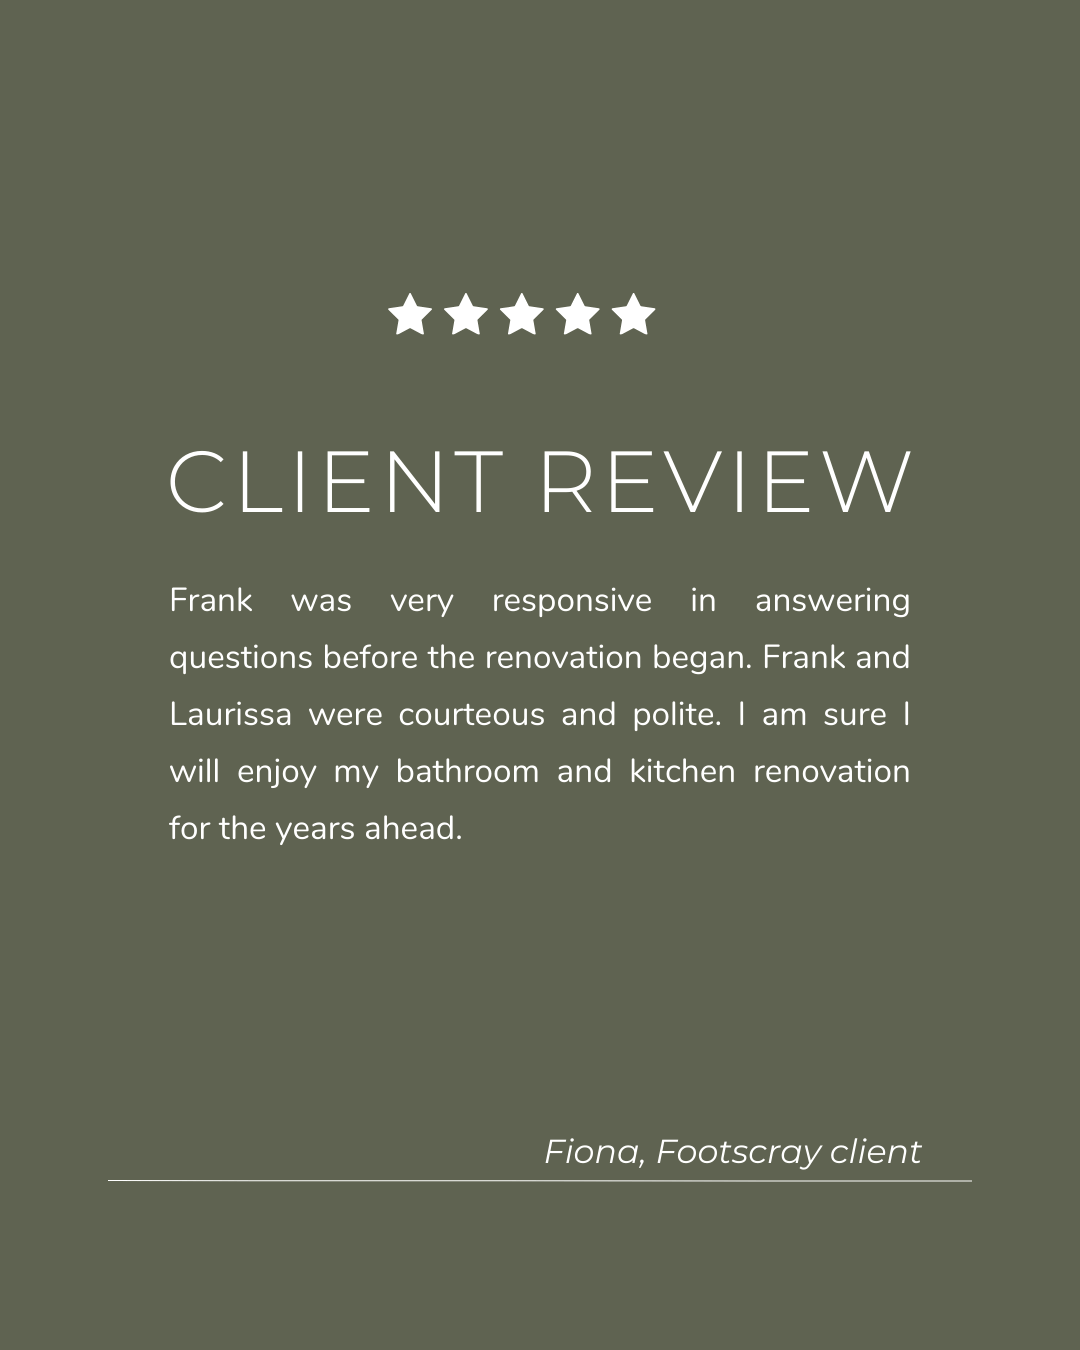 CLIENT REVIEW
Frank was very responsive in answering
questions before the renovation began. Frank and
Laurissa were courteous and polite. I am sure I
will enjoy my bathroom and kitchen renovation
for the years ahead.
Fiona, Footscray client